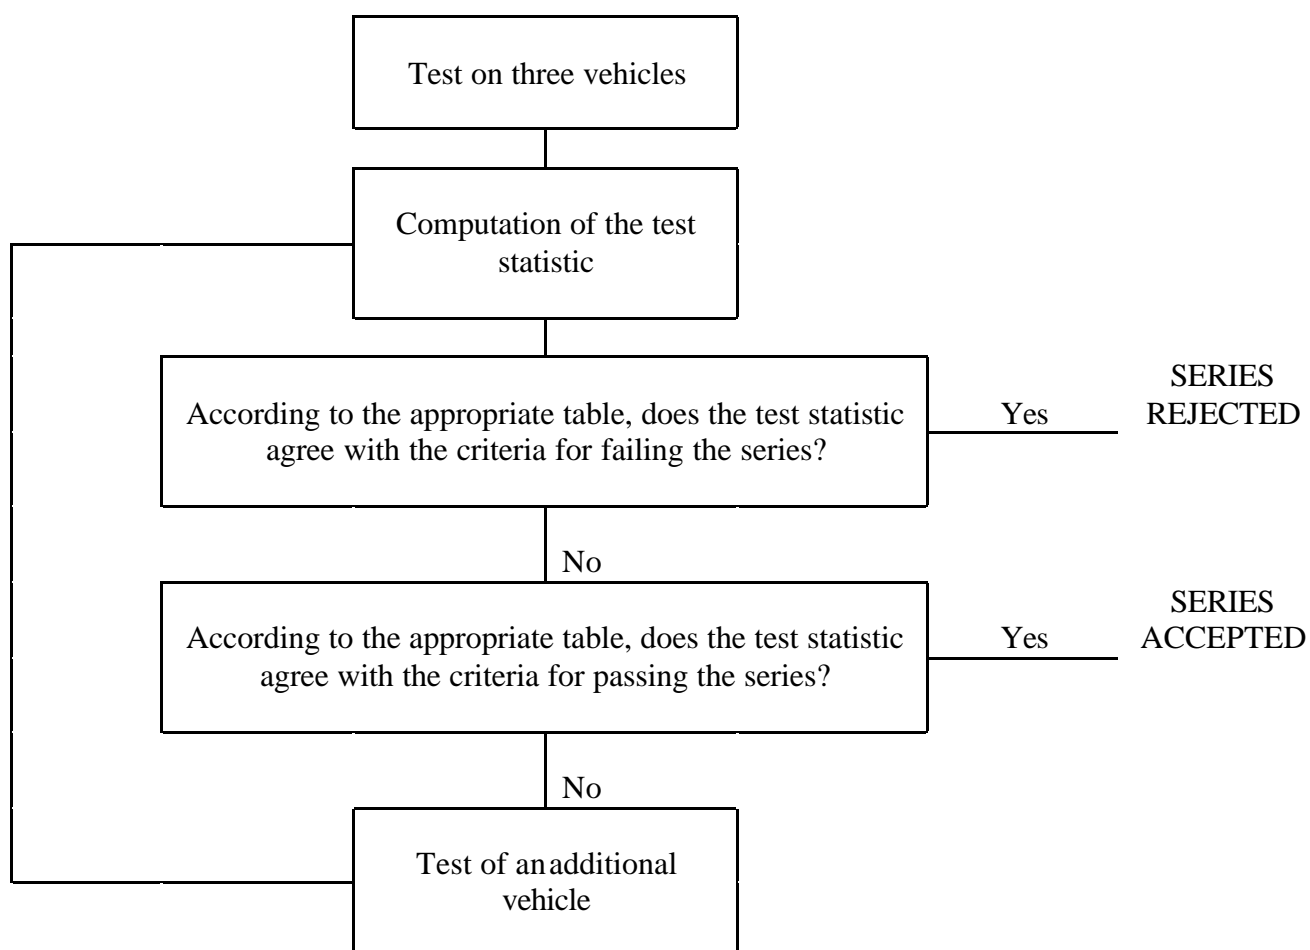 Test on three vehicles
Computation of the test
statistic
According to the appropriate table, does the test statistic
agree with the criteria for failing the series?
Yes
SERIES
REJECTED
No
According to the appropriate table, does the test statistic
agree with the criteria for passing the series?
Yes
SERIES
ACCEPTED
No
Test of an additional
vehicle